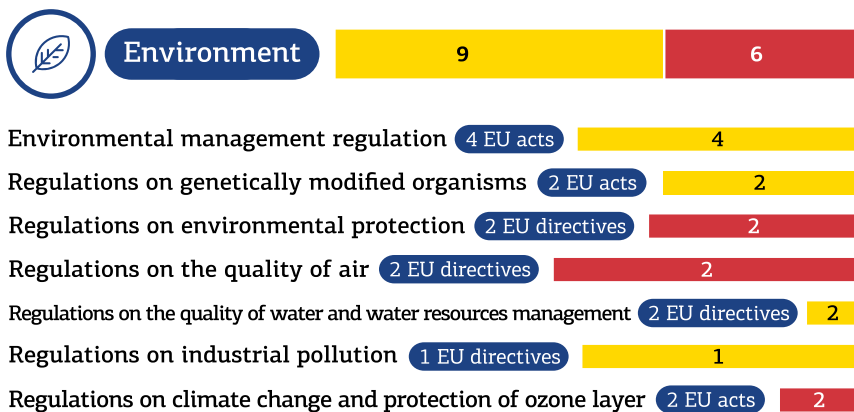 Environment 9 6
Environmental management regulation 4 EU acts 4
Regulations on genetically modified organisms 2 EU acts 2
Regulations on environmental protection 2 EU directives 2
Regulations on the quality of air 2 EU directives 2
Regulations on the quality of water and water resources management 2 EU directives 2
Regulations on industrial pollution 1 EU directives 1
Regulations on climate change and protection of ozone layer 2 EU acts 2